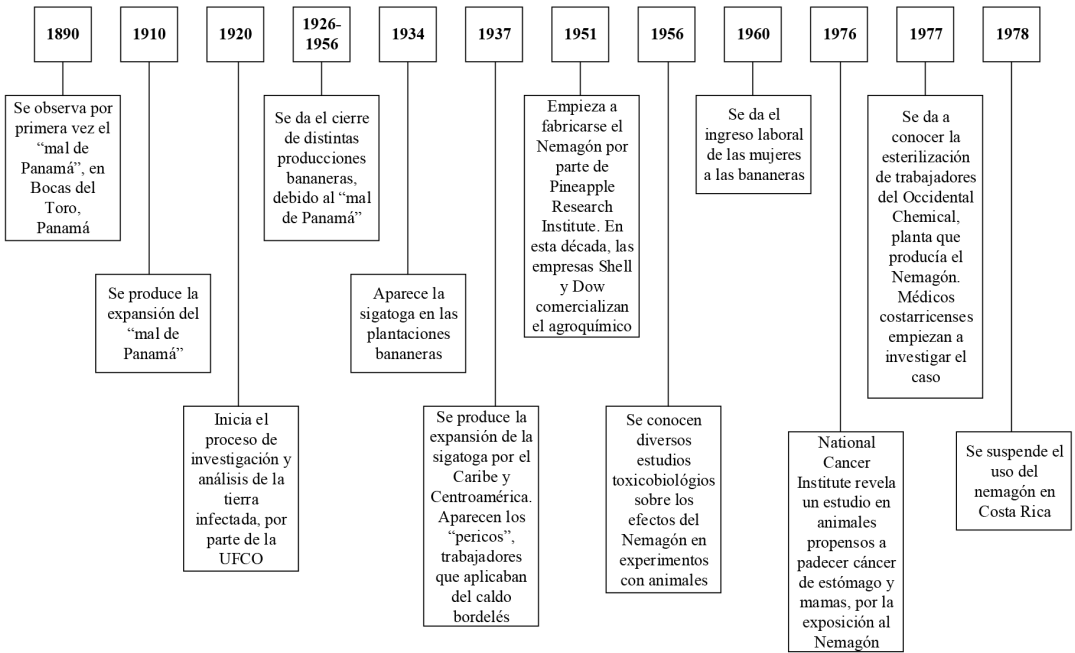 1890
1910
1920
1926-
1956
1934
1937
1951
1956
1960
1976
1977
1978
Se observa por
primera vez el
“mal de
Panamá”, en
Bocas del
Toro,
Panamá
Se produce la
expansión del
“mal de
Panamá”
Inicia el
proceso de
investigación y
análisis de la
tierra
infectada, por
parte de la
UFCO
Se da el cierre
de distintas
producciones
bananeras,
debido al “mal
de Panamá”
Aparece la
sigatoga en las
plantaciones
bananeras
Se produce la
expansión de la
sigatoga por el
Caribe y
Centroamérica.
Aparecen los
“pericos”,
trabajadores
que aplicaban
del caldo
bordelés
Empieza a
fabricarse el
Nemagón por
parte de
Pineapple
Research
Institute. En
esta década, las
empresas Shell
y Dow
comercializan
el agroquímico
Se conocen
diversos
estudios
toxicobiológios
sobre los
efectos del
Nemagón en
experimentos
con animales
Se da el
ingreso laboral
de las mujeres
a las bananeras
National
Cancer
Institute revela
un estudio en
animales
propensos a
padecer cáncer
de estómago y
mamas, por la
exposición al
Nemagón
Se da a
conocer la
esterilización
de trabajadores
del Occidental
Chemical,
planta que
producía el
Nemagón.
Médicos
costarricenses
empiezan a
investigar el
caso
Se suspende el
uso del
nemagón en
Costa Rica